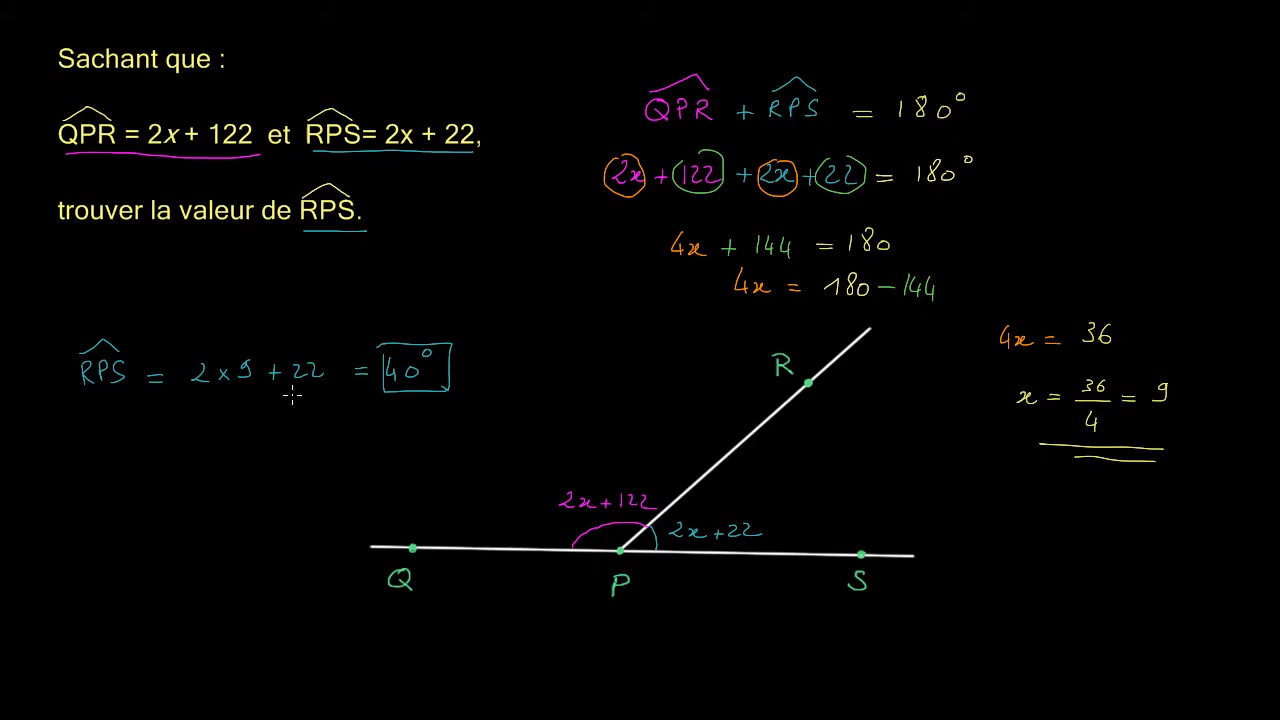 Sachant que :
QPR = 2x + 122 et RPS= 2x + 22,
trouver la valeur de RPS.
QPR + RPS = 180°
2x + 122 + 2x + 22 = 180°
4x + 144 = 180
4x = 180 - 144
4x = 36
x = 36/4 = 9
RPS = 2 x 9 + 22 = 40°
R
2x+122
2x+22
Q P S